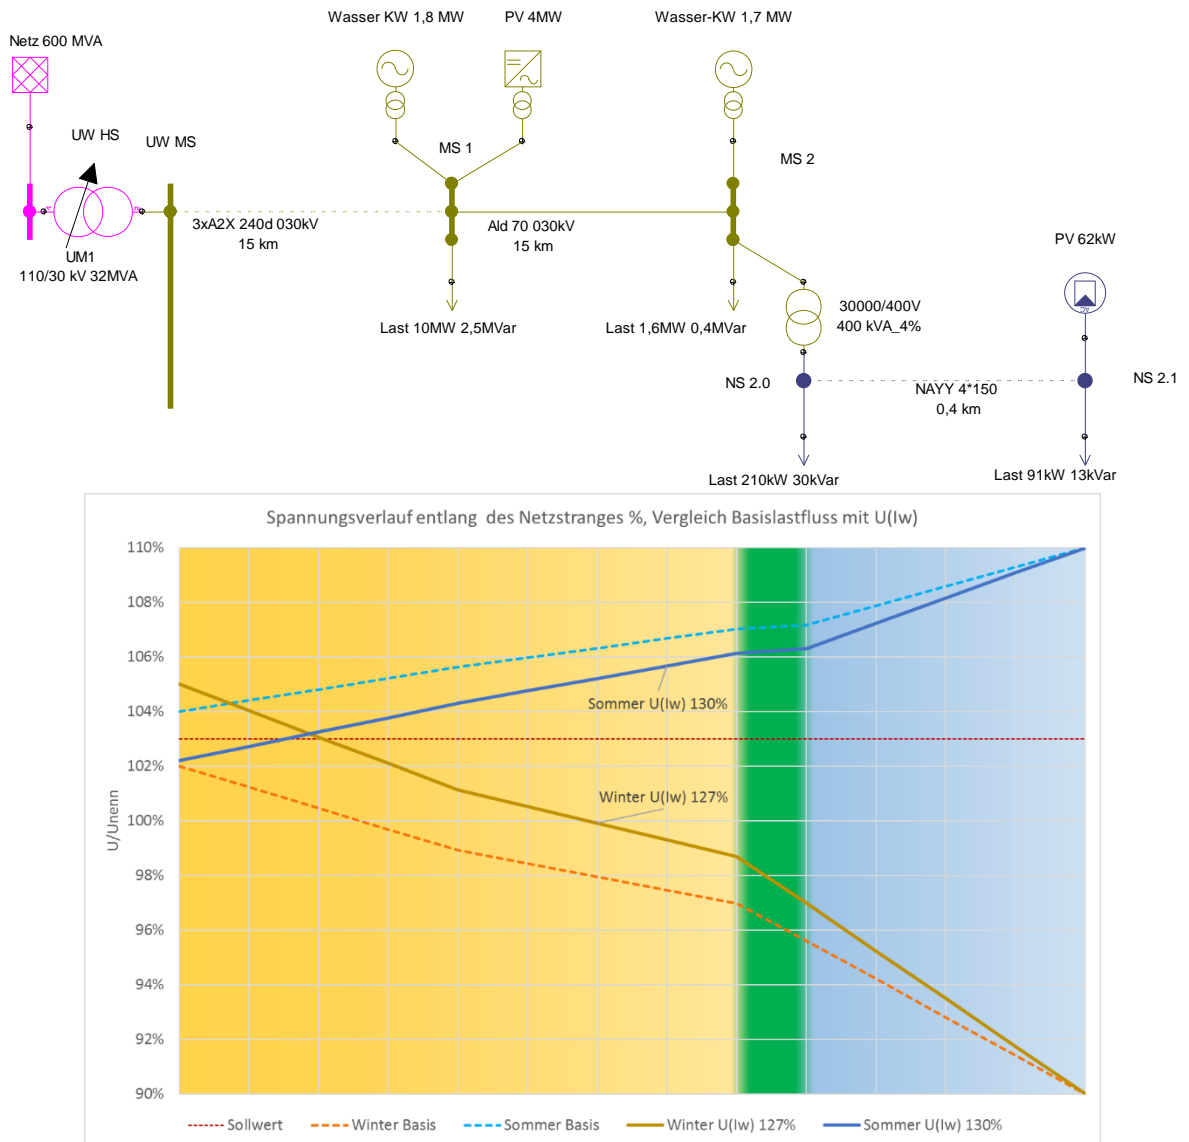 Wasser KW 1,8 MW
PV 4MW
Wasser-KW 1,7 MW
Netz 600 MVA
UW HS
UW MS
MS 1
MS 2
3xA2X 240d 030kV
15 km
Ald 70 030kV
15 km
UM1
110/30 kV 32MVA
PV 62kW
Last 10MW 2,5MVar
Last 1,6MW 0,4MVar
30000/400V
400 kVA_4%
NS 2.0
NAYY 4*150
0,4 km
NS 2.1
Last 210kW 30kVar
Last 91kW 13kVar
Spannungsverlauf entlang des Netzstranges %, Vergleich Basislastfluss mit U(Iw)
110%
108%
106%
104%
102%
100%
98%
96%
94%
92%
90%
U/Unenn
Sommer U(Iw) 130%
Winter U(Iw) 127%
Sollwert
Winter Basis
Sommer Basis
Winter U(Iw) 127%
Sommer U(Iw) 130%